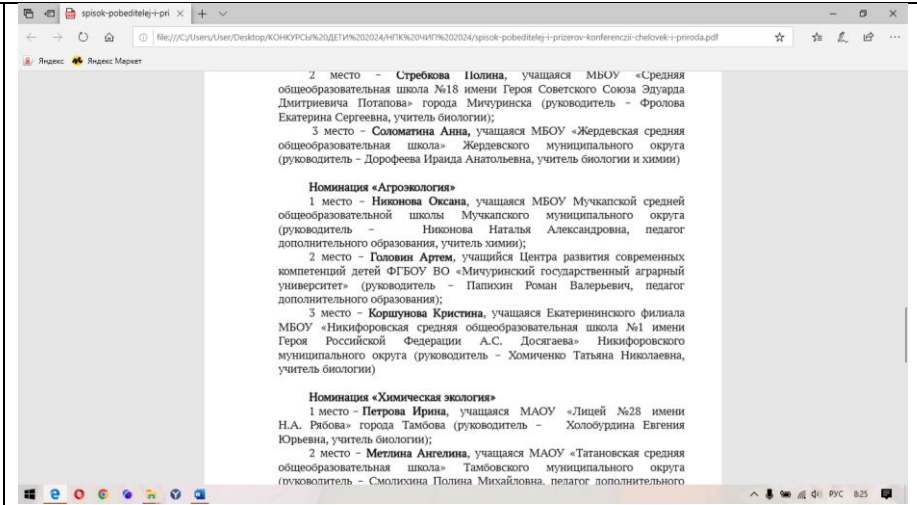 spisok-pobeditelej-i-pri
file:///C:/Users/User/Desktop/КОНКУРСЫ%20ДЕТИ%202024/НПК%20ЧИП%202024/spisok-pobeditelej-i-prizerov-konferenczii-chelovek-i-priroda.pdf
Яндекс Яндекс Маркет
2 место – Стребкова Полина, учащаяся МБОУ «Средняя
общеобразовательная школа №18 имени Героя Советского Союза Эдуарда
Дмитриевича Потапова» города Мичуринска (руководитель – Фролова
Екатерина Сергеевна, учитель биологии);
3 место – Соломатина Анна, учащаяся МБОУ «Жердевская средняя
общеобразовательная школа» Жердевского муниципального округа
(руководитель – Дорофеева Ираида Анатольевна, учитель биологии и химии)
Номинация «Агроэкология»
1 место – Никонова Оксана, учащаяся МБОУ Мучкапской средней
общеобразовательной школы Мучкапского муниципального округа
(руководитель – Никонова Наталья Александровна, педагог
дополнительного образования, учитель химии);
2 место – Головин Артем, учащийся Центра развития современных
компетенций детей ФГБОУ ВО «Мичуринский государственный аграрный
университет» (руководитель – Папихин Роман Валерьевич, педагог
дополнительного образования);
3 место – Коршунова Кристина, учащаяся Екатерининского филиала
МБОУ «Никифоровская средняя общеобразовательная школа №1 имени
Героя Российской Федерации А.С. Досягаева» Никифоровского
муниципального округа (руководитель – Хомиченко Татьяна Николаевна,
учитель биологии)
Номинация «Химическая экология»
1 место – Петрова Ирина, учащаяся МАОУ «Лицей №28 имени
Н.А. Рябова» города Тамбова (руководитель – Холобурдина Евгения
Юрьевна, учитель биологии);
2 место – Метлина Ангелина, учащаяся МАОУ «Татановская средняя
общеобразовательная школа» Тамбовского муниципального округа
(руководитель – Смолихина Полина Михайловна, педагог дополнительного
РУС 8:25